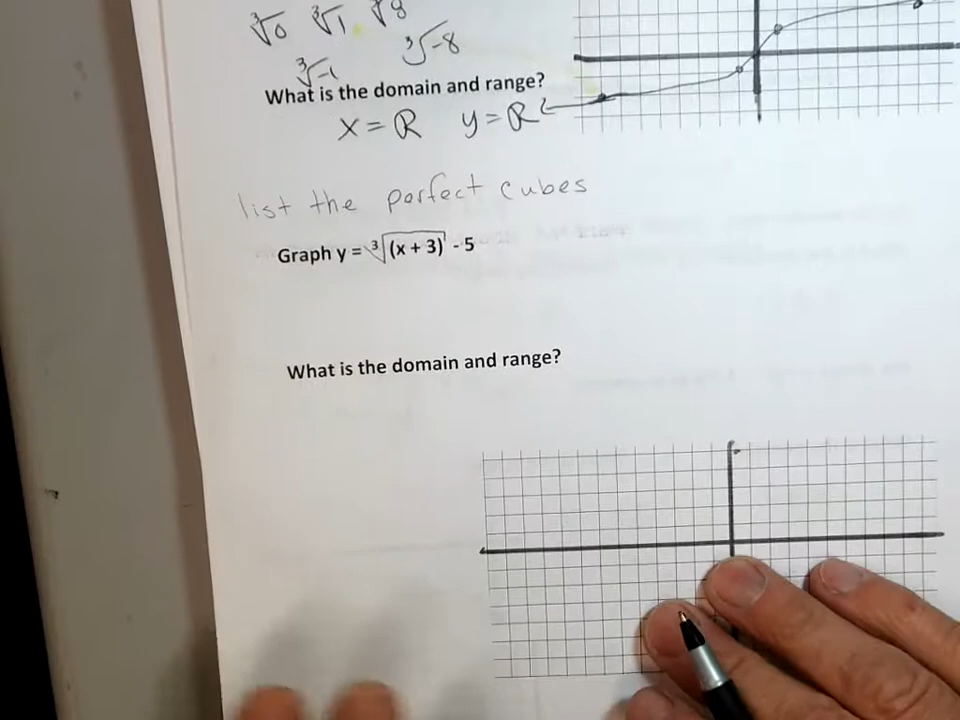 ∛0 ∛1 ∛8
∛-1 ∛-8
What is the domain and range?
x = ℝ y = ℝ
list the perfect cubes
Graph y = ∛(x + 3) - 5
What is the domain and range?